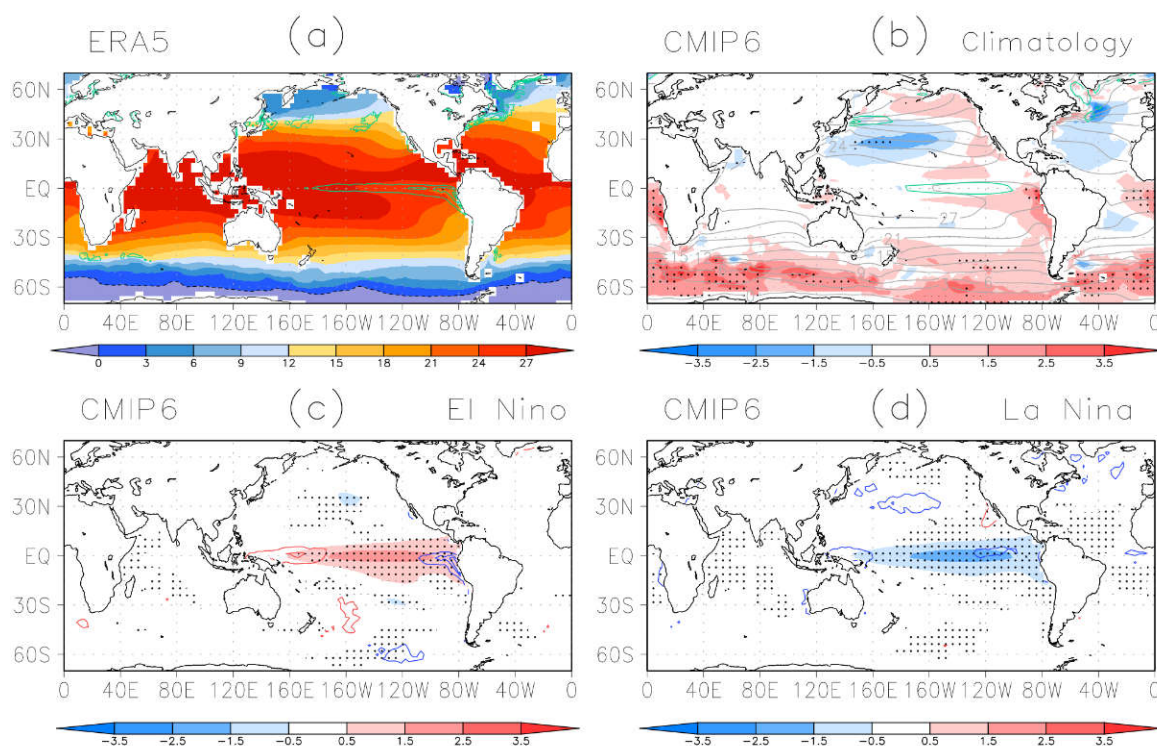 ERA5 (a)
60N
30N
EQ
30S
60S
0 40E 80E 120E 160E 160W 120W 80W 40W 0
0 3 6 9 12 15 18 21 24 27
CMIP6 (b) Climatology
60N
30N
EQ
30S
60S
24
27
21
0 40E 80E 120E 160E 160W 120W 80W 40W 0
-3.5 -2.5 -1.5 -0.5 0.5 1.5 2.5 3.5
CMIP6 (c) El Nino
60N
30N
EQ
30S
60S
0 40E 80E 120E 160E 160W 120W 80W 40W 0
-3.5 -2.5 -1.5 -0.5 0.5 1.5 2.5 3.5
CMIP6 (d) La Nina
60N
30N
EQ
30S
60S
0 40E 80E 120E 160E 160W 120W 80W 40W 0
-3.5 -2.5 -1.5 -0.5 0.5 1.5 2.5 3.5